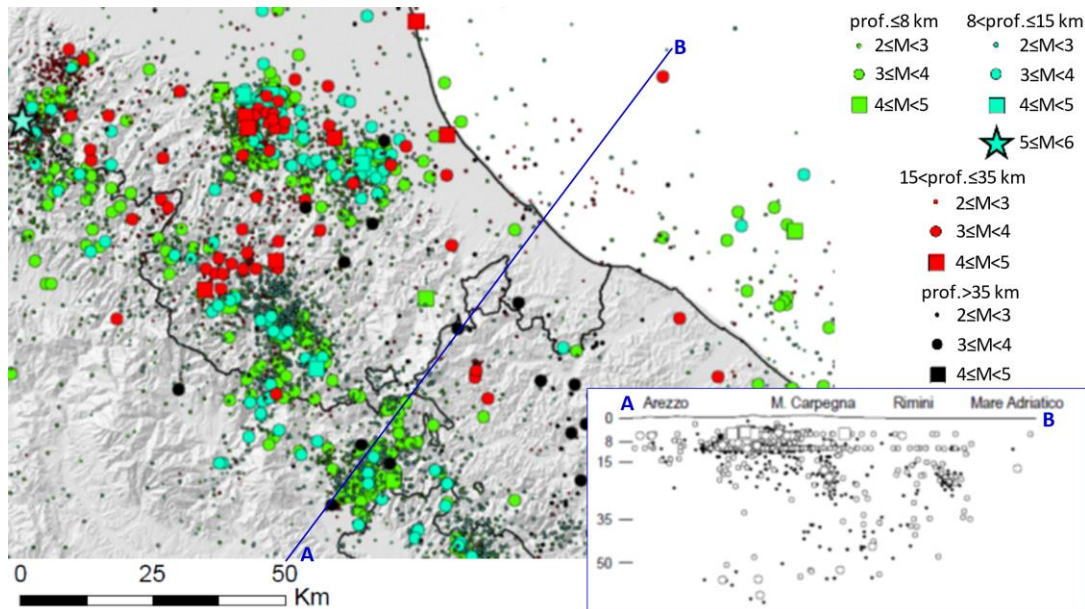 prof.≤8 km
2≤M<3
3≤M<4
4≤M<5
8<prof.≤15 km
2≤M<3
3≤M<4
4≤M<5
5≤M<6
15<prof.≤35 km
2≤M<3
3≤M<4
4≤M<5
prof.>35 km
2≤M<3
3≤M<4
4≤M<5
B
A
0 25 50
Km
A Arezzo M. Carpegna Rimini Mare Adriatico
0 B
8
15
35
50